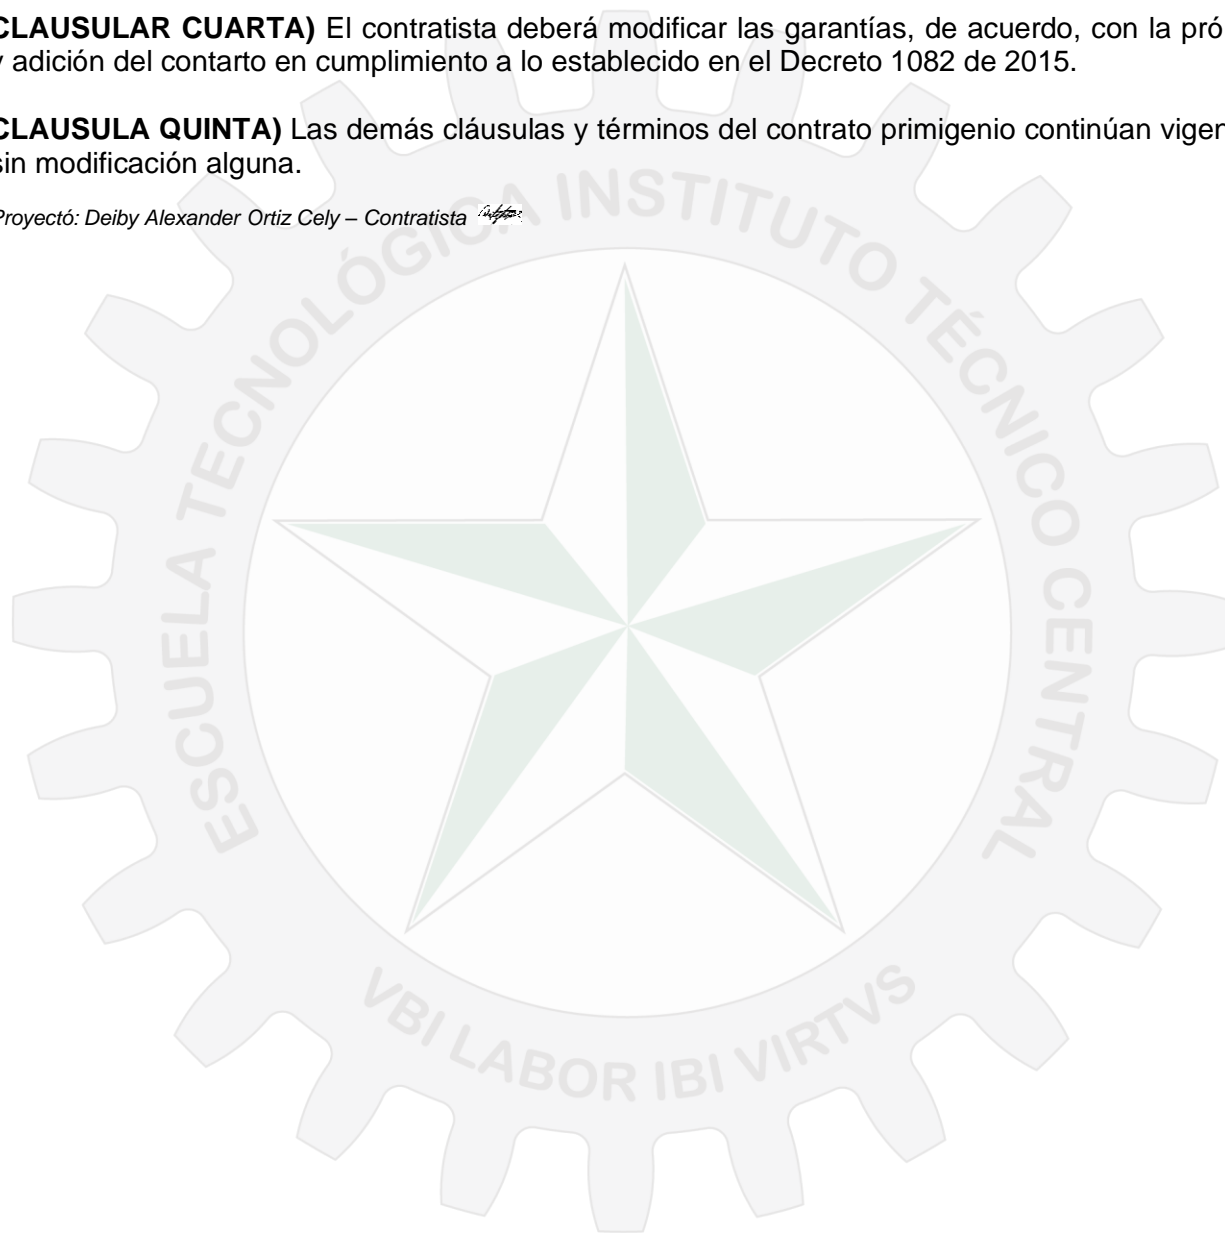 CLAUSULAR CUARTA) El contratista deberá modificar las garantías, de acuerdo, con la pró
y adición del contarto en cumplimiento a lo establecido en el Decreto 1082 de 2015.
CLAUSULA QUINTA) Las demás cláusulas y términos del contrato primigenio continúan vigen
sin modificación alguna.
Proyectó: Deiby Alexander Ortiz Cely – Contratista
ESCUELA TECNOLÓGICA INSTITUTO TÉCNICO CENTRAL
VBI LABOR IBI VIRTVS